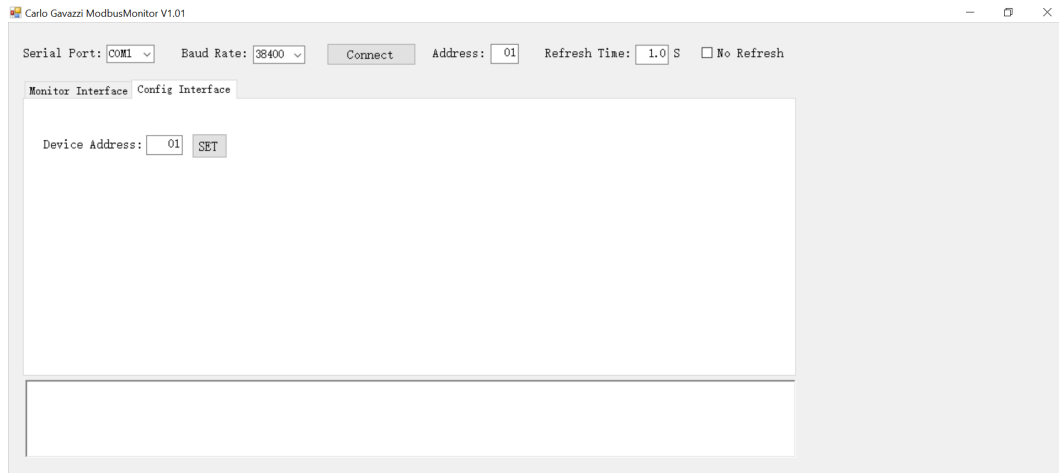 Carlo Gavazzi ModbusMonitor V1.01
Serial Port: COM1 Baud Rate: 38400 Connect Address: 01 Refresh Time: 1.0 S No Refresh
Monitor Interface Config Interface
Device Address: 01 SET